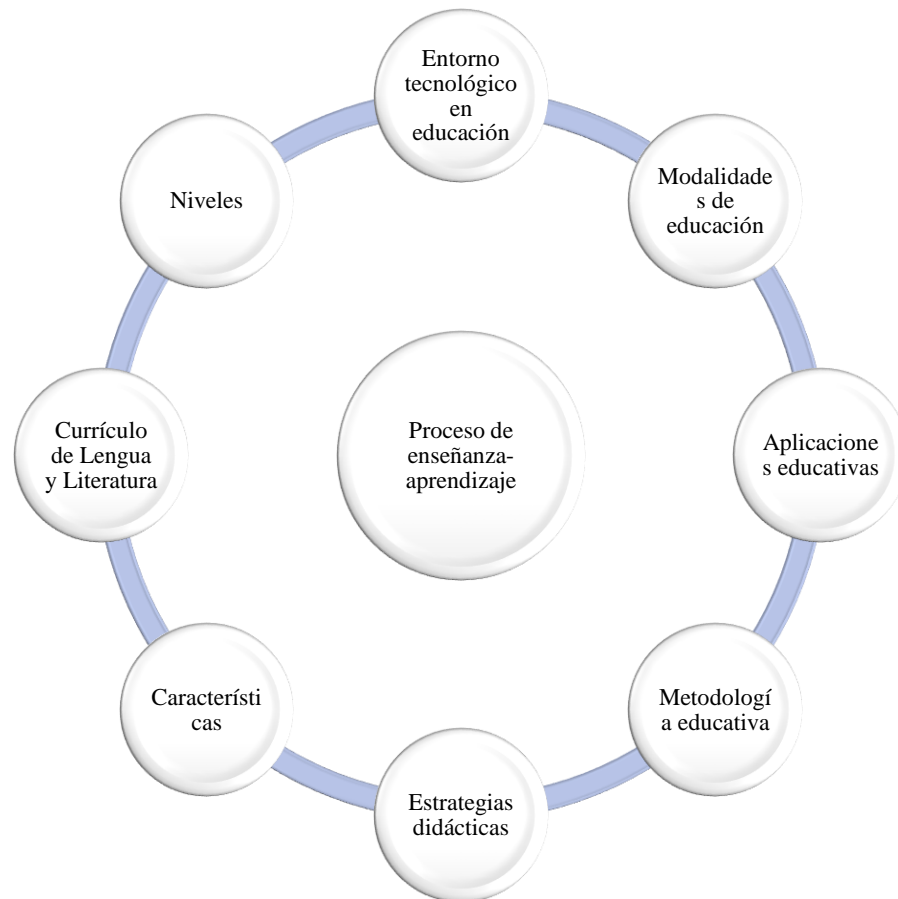 Entorno
tecnológico
en
educación
Modalidade
s de
educación
Aplicacione
s educativas
Metodologí
a educativa
Estrategias
didácticas
Característi
cas
Currículo
de Lengua
y Literatura
Niveles
Proceso de
enseñanza-
aprendizaje